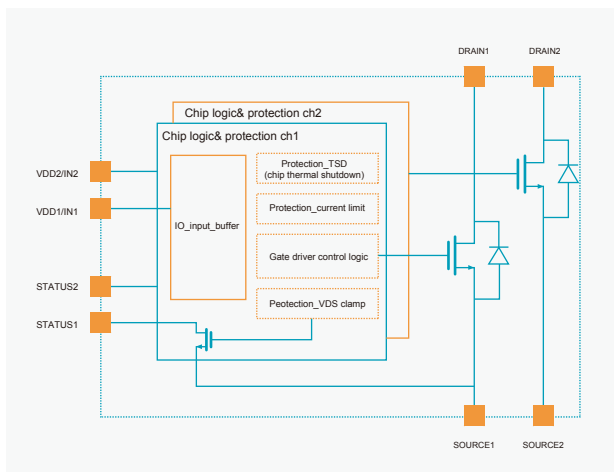 DRAIN1
DRAIN2
Chip logic& protection ch2
Chip logic& protection ch1
VDD2/IN2
VDD1/IN1
STATUS2
STATUS1
IO_input_buffer
Protection_TSD
(chip thermal shutdown)
Protection_current limit
Gate driver control logic
Peotection_VDS clamp
SOURCE1
SOURCE2